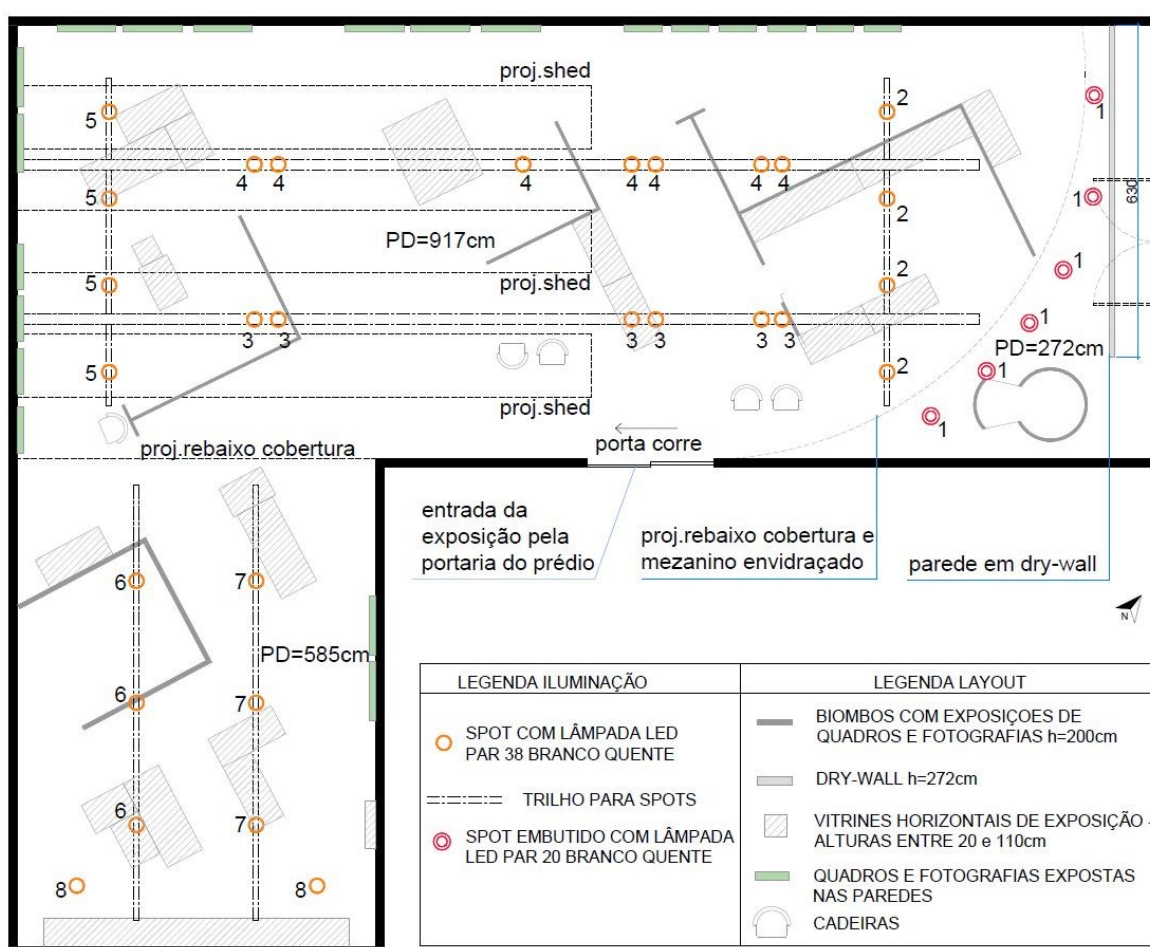 proj.shed
2
1
5
4 4
4
4 4
4 4
5
2
1
630
PD=917cm
1
5
proj.shed
2
3 3
3 3
3 3
1
PD=272cm
5
2
1
proj.shed
1
proj.rebaixo cobertura
porta corre
entrada da
exposição pela
portaria do prédio
proj.rebaixo cobertura e
mezanino envidraçado
parede em dry-wall
6
7
N
PD=585cm
6
7
6
7
8
8
LEGENDA ILUMINAÇÃO
SPOT COM LÂMPADA LED
PAR 38 BRANCO QUENTE
TRILHO PARA SPOTS
SPOT EMBUTIDO COM LÂMPADA
LED PAR 20 BRANCO QUENTE
LEGENDA LAYOUT
BIOMBOS COM EXPOSIÇOES DE
QUADROS E FOTOGRAFIAS h=200cm
DRY-WALL h=272cm
VITRINES HORIZONTAIS DE EXPOSIÇÃO -
ALTURAS ENTRE 20 e 110cm
QUADROS E FOTOGRAFIAS EXPOSTAS
NAS PAREDES
CADEIRAS